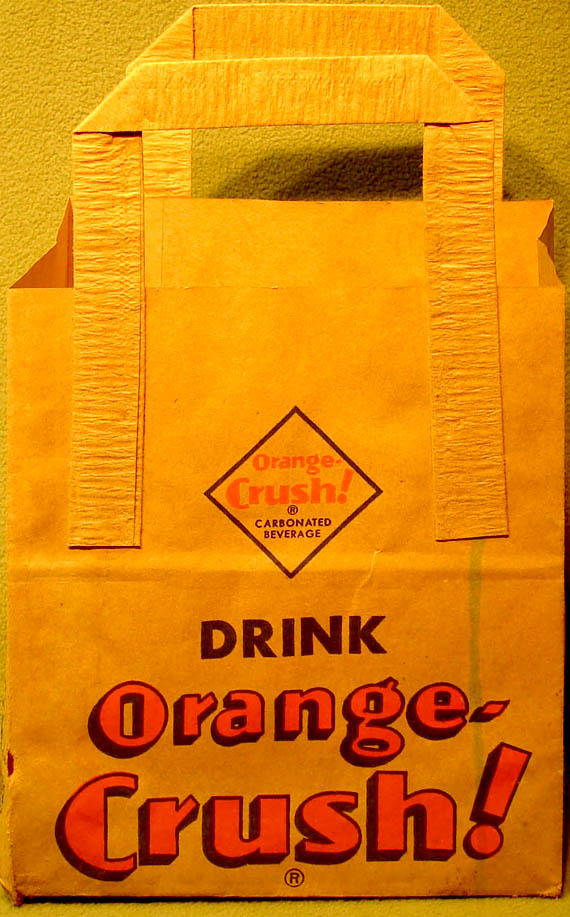 Orange-
Crush!
®
CARBONATED
BEVERAGE
DRINK
Orange-
Crush!
®